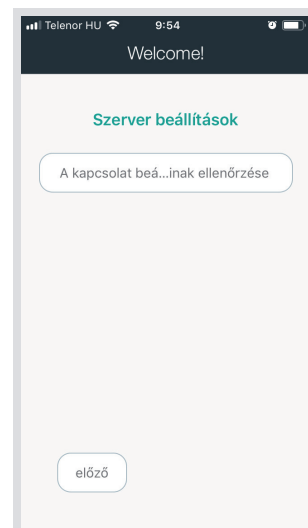 Telenor HU 9:54
Welcome!
Szerver beállítások
A kapcsolat beá...inak ellenőrzése
előző